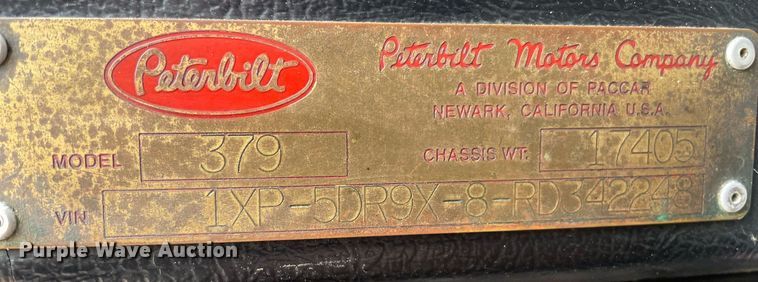 Peterbilt
Peterbilt Motors Company
A DIVISION OF PACCAR
NEWARK, CALIFORNIA U.S.A.
MODEL 379 CHASSIS WT. 17405
VIN 1XP-5DR9X-8-RD342248
Purple Wave Auction